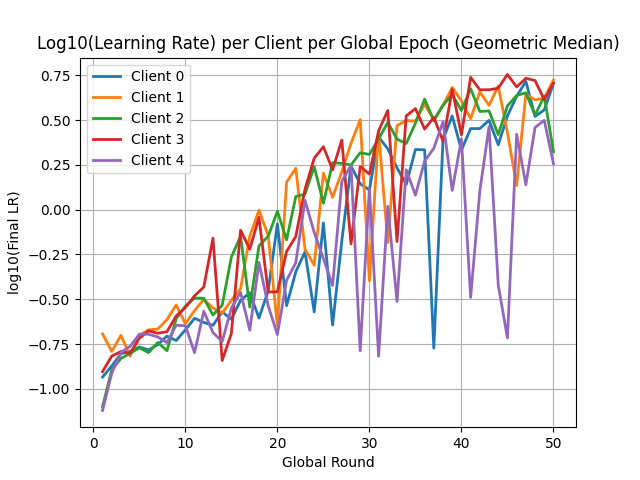 Log10(Learning Rate) per Client per Global Epoch (Geometric Median)
Client 0
Client 1
Client 2
Client 3
Client 4
0.75
0.50
0.25
0.00
−0.25
−0.50
−0.75
−1.00
log10(Final LR)
0 10 20 30 40 50
Global Round